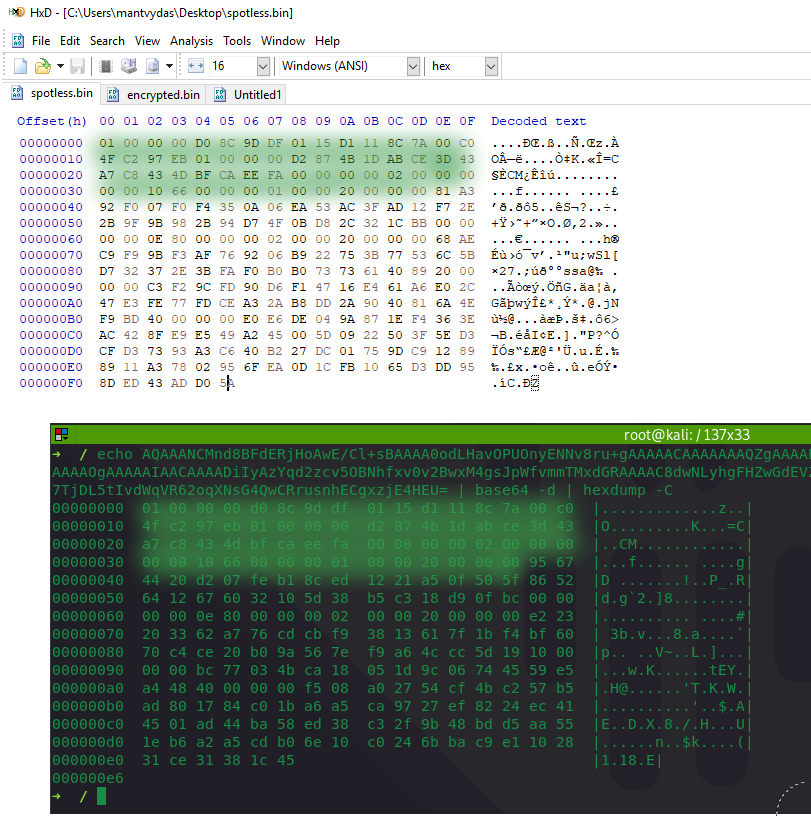 HxD - [C:\Users\mantvydas\Desktop\spotless.bin]
File Edit Search View Analysis Tools Window Help
16 Windows (ANSI) hex
spotless.bin encrypted.bin Untitled1
Offset(h) 00 01 02 03 04 05 06 07 08 09 0A 0B 0C 0D 0E 0F Decoded text
00000000 01 00 00 00 D0 8C 9D DF 01 15 D1 11 8C 7A 00 C0 ....ÐŒ.ß..Ñ.Œz.À
00000010 4F C2 97 EB 01 00 00 00 D2 87 4B 1D AB CE 3D 43 OÂ—ë....Ò‡K.«Î=C
00000020 A7 C8 43 4D BF CA EE FA 00 00 00 00 02 00 00 00 §ÈCM¿Êîú........
00000030 00 00 10 66 00 00 00 01 00 00 20 00 00 00 81 A3 ...f...... ....£
00000040 92 F0 07 F0 F4 35 0A 06 EA 53 AC 3F AD 12 F7 2E ’ð.ðô5..êS¬?­.÷.
00000050 2B 9F 9B 98 2B 94 D7 4F 0B D8 2C 32 1C BB 00 00 +Ÿ›˜+”×O.Ø,2.»..
00000060 00 00 0E 80 00 00 00 02 00 00 20 00 00 00 68 AE ...€...... ...h®
00000070 C9 F9 9B F3 AF 76 92 06 B9 22 75 3B 77 53 6C 5B Éù›ó¯v’.¹"u;wSl[
00000080 D7 32 37 2E 3B FA F0 B0 B0 73 73 61 40 89 20 00 ×27.;úð°°ssa@‰ .
00000090 00 00 C3 F2 9C FD 90 D6 F1 47 16 E4 61 A6 E0 2C ..Ãòœý.ÖñG.äa¦à,
000000A0 47 E3 FE 77 FD CE A3 2A B8 DD 2A 90 40 81 6A 4E GãþwýÎ£*¸Ý*.@.jN
000000B0 F9 BD 40 00 00 00 E0 E6 DE 04 9A 87 1E F4 36 3E ù½@...àæÞ.š‡.ô6>
000000C0 AC 42 8F E9 E5 49 A2 45 00 5D 09 22 50 3F 5E D3 ¬B.éåI¢E.]."P?^Ó
000000D0 CF D3 73 93 A3 C6 40 B2 27 DC 01 75 9D C9 12 89 ÏÓs“£Æ@²'Ü.u.É.‰
000000E0 89 11 A3 78 02 95 6F EA 0D 1C FB 10 65 D3 DD 95 ‰.£x.•oê..û.eÓÝ•
000000F0 8D ED 43 AD D0 5A .íC­.ÐZ
root@kali: / 137x33
➜ / echo AQAAANCMnd8BFdERjHoAwE/Cl+sBAAAA0odLHavOPUOnyENNv8ru+gAAAAACAAAAAAAQZgAAAA
AAAAOgAAAAAIAACAAAADiIyAzYqd2zcv5OBNhfxv0v2BwxM4gsJpWfvmmTMxdGRAAAAC8dwNLyhgFHZwGdEV
7TjDL5tIvdWqVR62oqXNsG4QwCRrusnhECgxzjE4HEU= | base64 -d | hexdump -C
00000000 01 00 00 00 d0 8c 9d df 01 15 d1 11 8c 7a 00 c0 |.............z..|
00000010 4f c2 97 eb 01 00 00 00 d2 87 4b 1d ab ce 3d 43 |O.........K...=C|
00000020 a7 c8 43 4d bf ca ee fa 00 00 00 00 02 00 00 00 |..CM............|
00000030 00 00 10 66 00 00 00 01 00 00 20 00 00 00 95 67 |...f...... ....g|
00000040 44 20 d2 07 fe b1 8c ed 12 21 a5 0f 50 5f 86 52 |D .......!..P_.R|
00000050 64 12 67 60 32 10 5d 38 b5 c3 18 d9 0f bc 00 00 |d.g`2.]8........|
00000060 00 00 0e 80 00 00 00 02 00 00 20 00 00 00 e2 23 |.......... ....#|
00000070 20 33 62 a7 76 cd cb f9 38 13 61 7f 1b f4 bf 60 | 3b.v...8.a....`|
00000080 70 c4 ce 20 b0 9a 56 7e f9 a6 4c cc 5d 19 10 00 |p.. ..V~..L.]...|
00000090 00 00 bc 77 03 4b ca 18 05 1d 9c 06 74 45 59 e5 |...w.K......tEY.|
000000a0 a4 48 40 00 00 00 f5 08 a0 27 54 cf 4b c2 57 b5 |.H@......'T.K.W.|
000000b0 ad 80 17 84 c0 1b a6 a5 ca 97 27 ef 82 24 ec 41 |..........'..$.A|
000000c0 45 01 ad 44 ba 58 ed 38 c3 2f 9b 48 bd d5 aa 55 |E..D.X.8./.H...U|
000000d0 1e b6 a2 a5 cd b0 6e 10 c0 24 6b ba c9 e1 10 28 |......n..$k....(|
000000e0 31 ce 31 38 1c 45 |1.18.E|
000000e6
➜ /